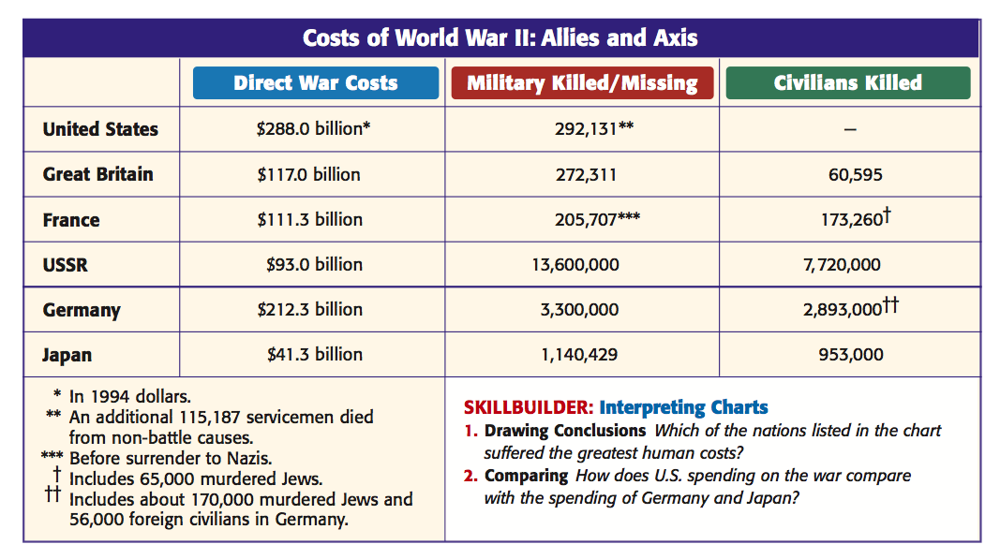 Costs of World War II: Allies and Axis
Direct War Costs Military Killed/Missing Civilians Killed
United States $288.0 billion* 292,131** –
Great Britain $117.0 billion 272,311 60,595
France $111.3 billion 205,707*** 173,260†
USSR $93.0 billion 13,600,000 7,720,000
Germany $212.3 billion 3,300,000 2,893,000††
Japan $41.3 billion 1,140,429 953,000
* In 1994 dollars.
** An additional 115,187 servicemen died
from non-battle causes.
*** Before surrender to Nazis.
† Includes 65,000 murdered Jews.
†† Includes about 170,000 murdered Jews and
56,000 foreign civilians in Germany.
SKILLBUILDER: Interpreting Charts
1. Drawing Conclusions Which of the nations listed in the chart
suffered the greatest human costs?
2. Comparing How does U.S. spending on the war compare
with the spending of Germany and Japan?